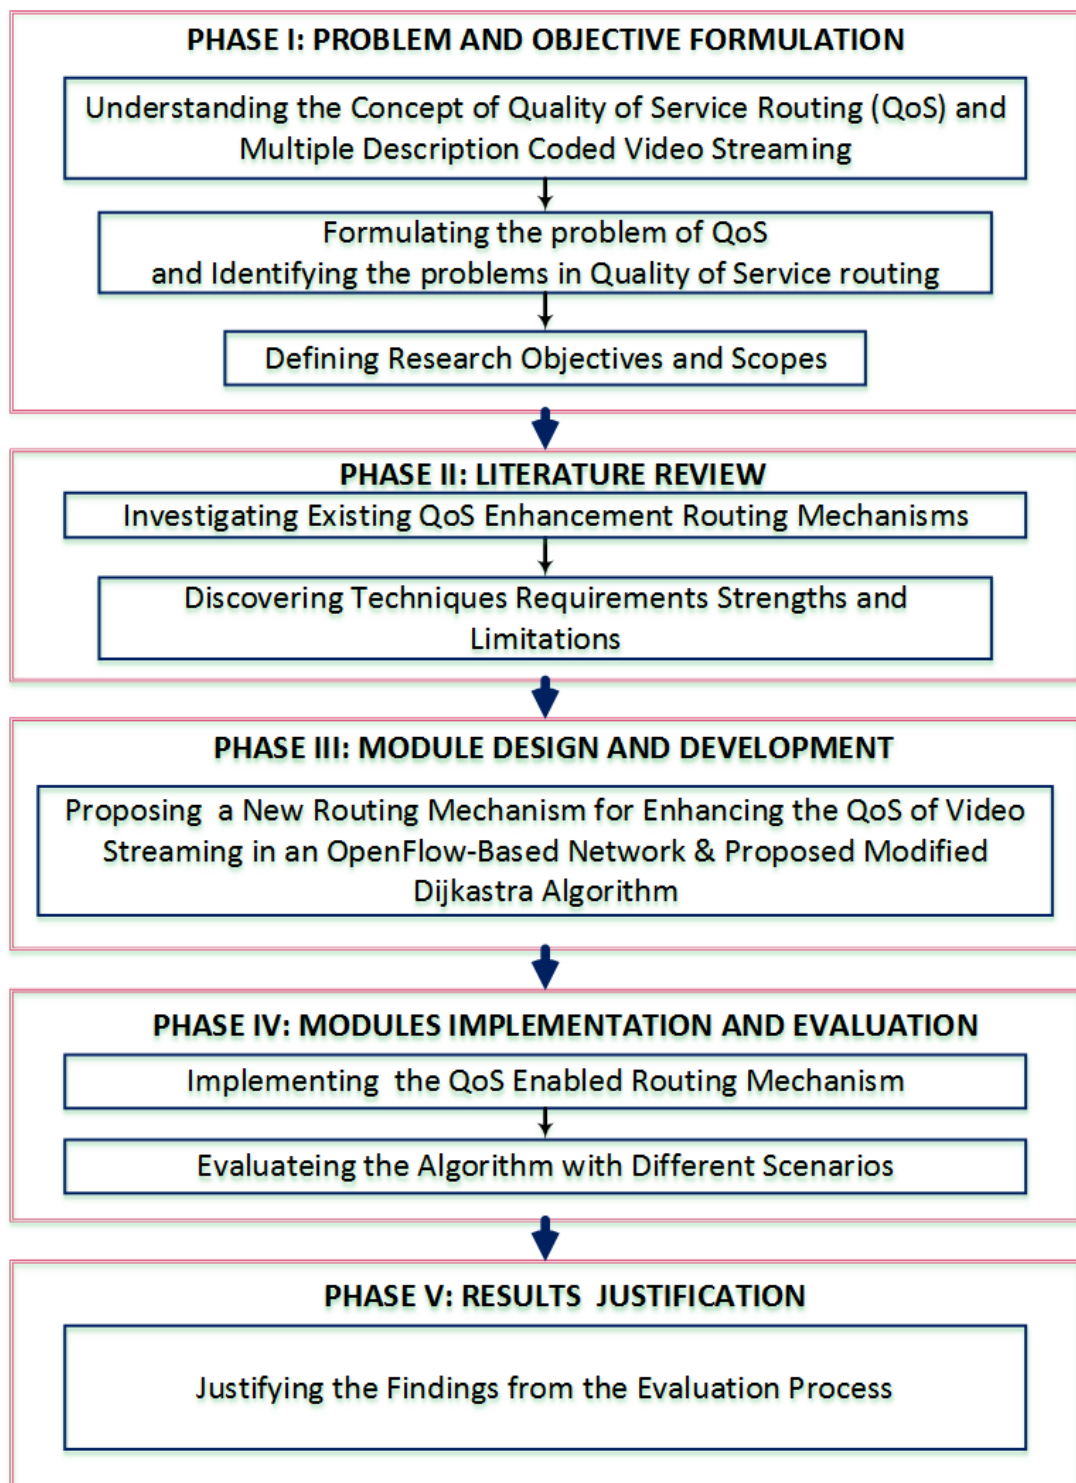 PHASE I: PROBLEM AND OBJECTIVE FORMULATION
Understanding the Concept of Quality of Service Routing (QoS) and
Multiple Description Coded Video Streaming
Formulating the problem of QoS
and Identifying the problems in Quality of Service routing
Defining Research Objectives and Scopes
PHASE II: LITERATURE REVIEW
Investigating Existing QoS Enhancement Routing Mechanisms
Discovering Techniques Requirements Strengths and
Limitations
PHASE III: MODULE DESIGN AND DEVELOPMENT
Proposing a New Routing Mechanism for Enhancing the QoS of Video
Streaming in an OpenFlow-Based Network & Proposed Modified
Dijkastra Algorithm
PHASE IV: MODULES IMPLEMENTATION AND EVALUATION
Implementing the QoS Enabled Routing Mechanism
Evaluateing the Algorithm with Different Scenarios
PHASE V: RESULTS JUSTIFICATION
Justifying the Findings from the Evaluation Process